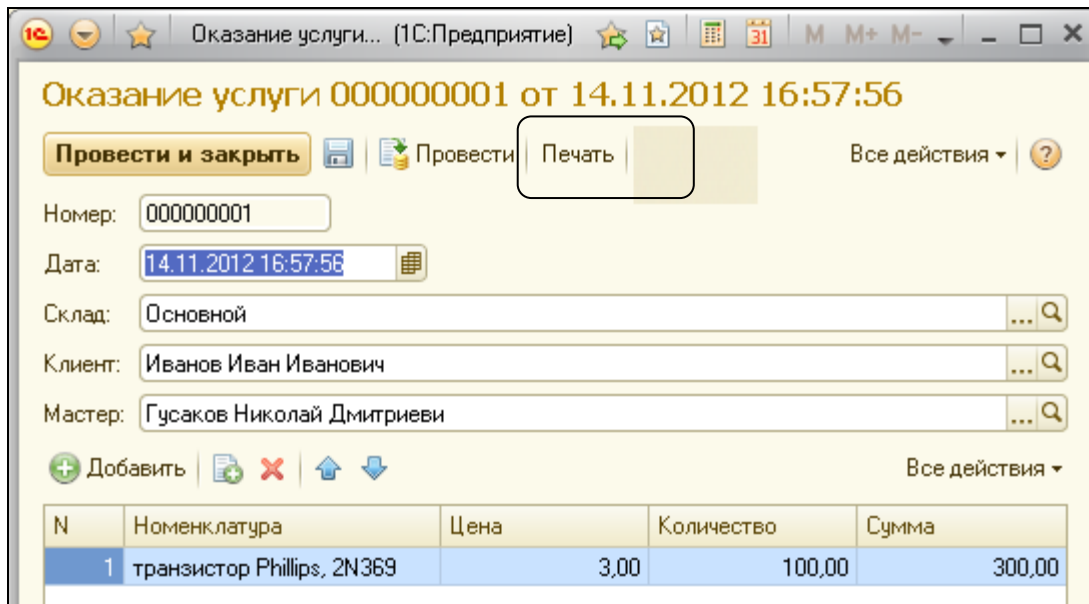 1С Оказание услуги... (1С:Предприятие) 31 M M+ M-
Оказание услуги 000000001 от 14.11.2012 16:57:56
Провести и закрыть Провести Печать Все действия ?
Номер: 000000001
Дата: 14.11.2012 16:57:56
Склад: Основной ...
Клиент: Иванов Иван Иванович ...
Мастер: Гусаков Николай Дмитриеви ...
Добавить Все действия
N Номенклатура Цена Количество Сумма
1 транзистор Phillips, 2N369 3,00 100,00 300,00